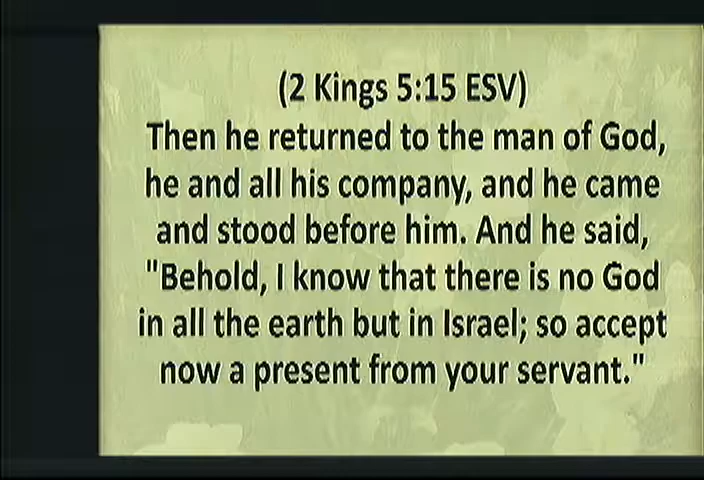 (2 Kings 5:15 ESV)
Then he returned to the man of God,
he and all his company, and he came
and stood before him. And he said,
"Behold, I know that there is no God
in all the earth but in Israel; so accept
now a present from your servant."